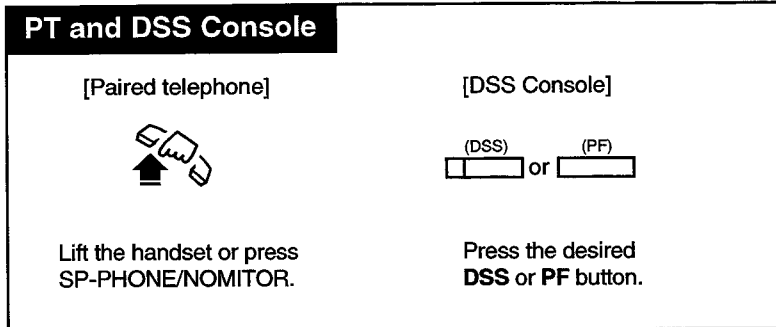 PT and DSS Console
[Paired telephone]
[DSS Console]
(DSS)
(PF)
or
Lift the handset or press
SP-PHONE/NOMITOR.
Press the desired
DSS or PF button.